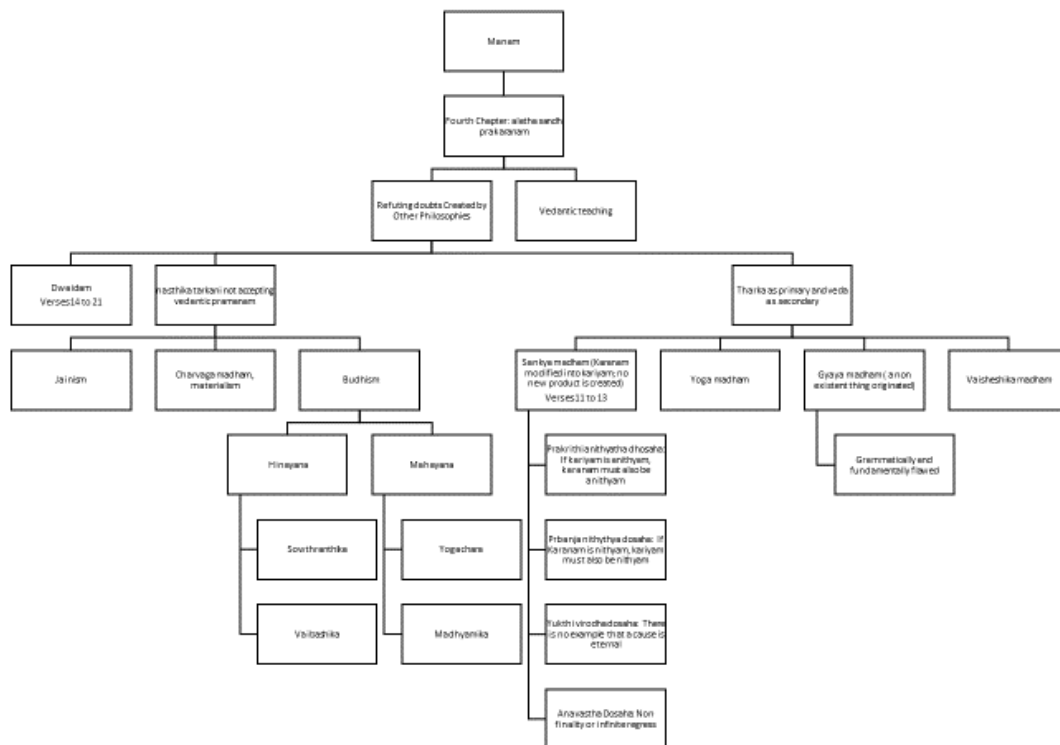 Manam
Fourth Chapter: alatha sandhi
prakaranam
Refuting doubts Created by
Other Philosophies
Vedantic teaching
Dwaidam
Verses14 to 21
nasthika tarkani not accepting
vedantic pramanam
Tharka as primary and veda
as secondary
Jainism
Charvaga madham,
materialism
Budhism
Sankya madham (Karanam
modified into kariyam; no
new product is created)
Verses11 to 13
Yoga madham
Gyaya madham ( a non
existent thing originated)
Vaisheshika madham
Hinayana
Mahayana
Prakrithi anithyatha dhosaha:
If kariyam is anithyam,
karanam must also be
anithyam
Grammatically and
fundamentally flawed
Sowthranthika
Yogachara
Prbanja nithythya dosaha: If
Karanam is nithyam, kariyam
must also be nithyam
Vaibashika
Madhyamika
Yukthi virodha dosaha: There
is no example that a cause is
eternal
Anavastha Dosaha: Non
finality or infinite regress